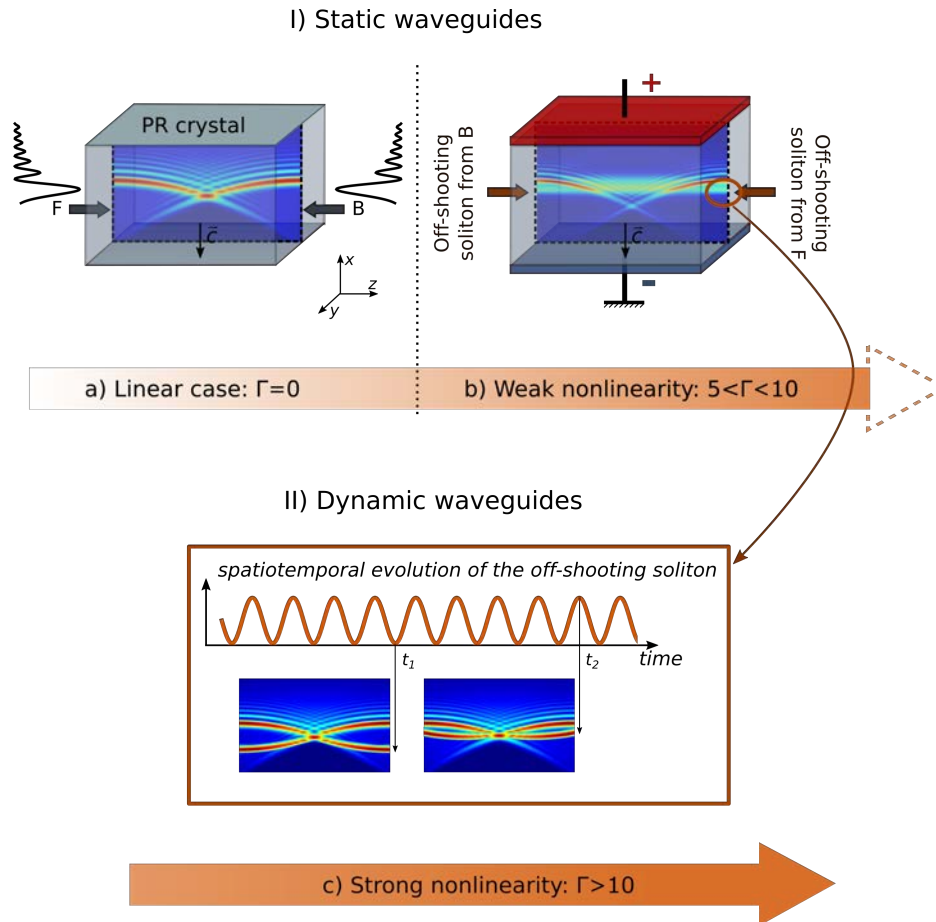 I) Static waveguides
PR crystal
F
B
c̄
x
z
y
+
Off-shooting
soliton from B
Off-shooting
soliton from F
c̄
-
a) Linear case: Γ=0
b) Weak nonlinearity: 5<Γ<10
II) Dynamic waveguides
spatiotemporal evolution of the off-shooting soliton
t₁
t₂
time
c) Strong nonlinearity: Γ>10